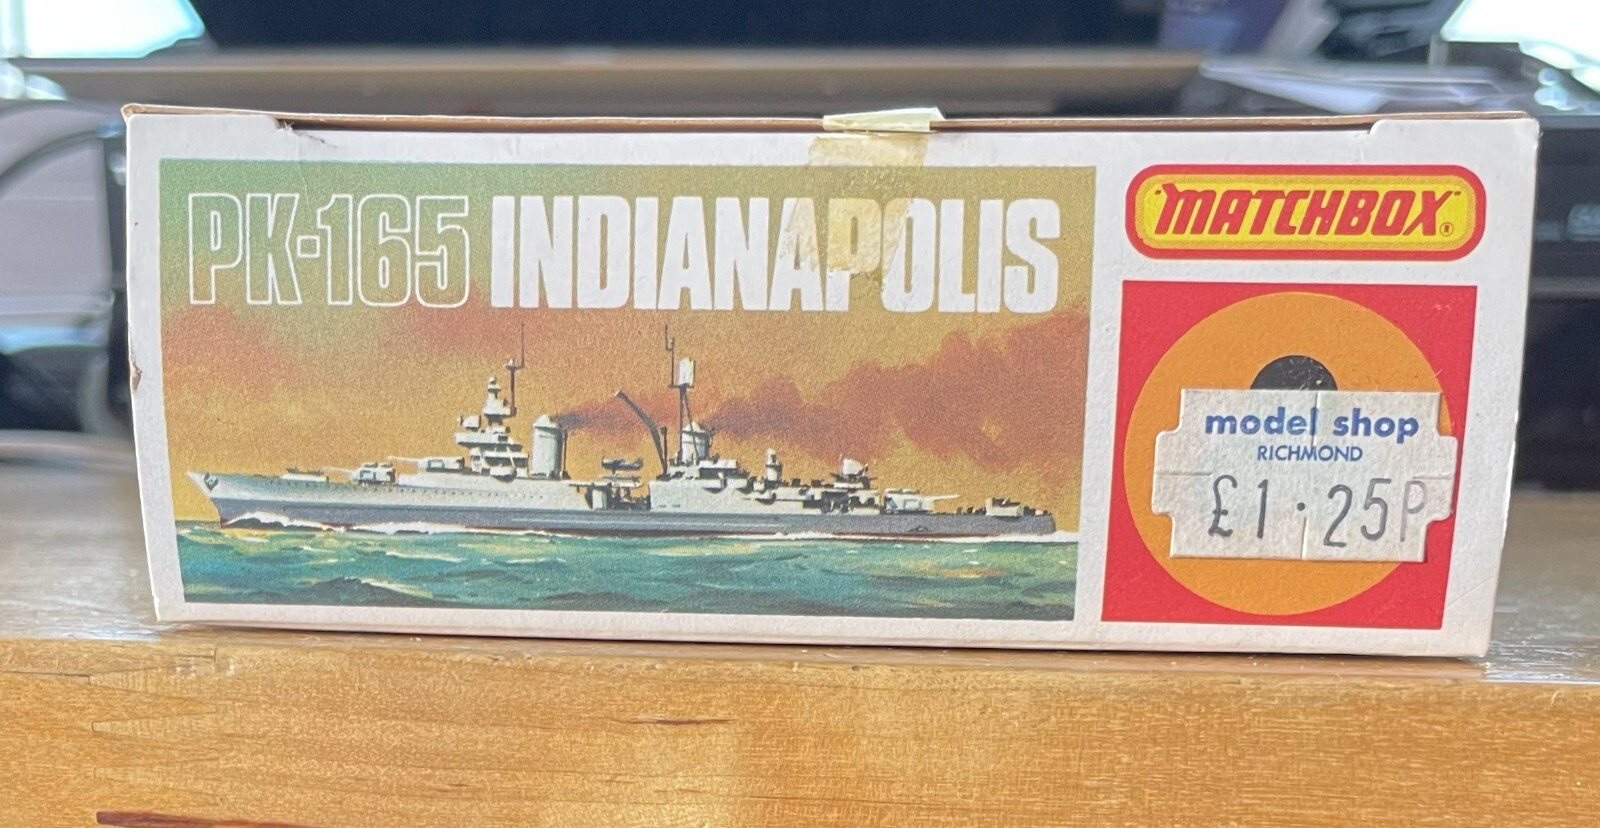 PK-165 INDIANAPOLIS
"MATCHBOX"®
model shop
RICHMOND
£1·25P